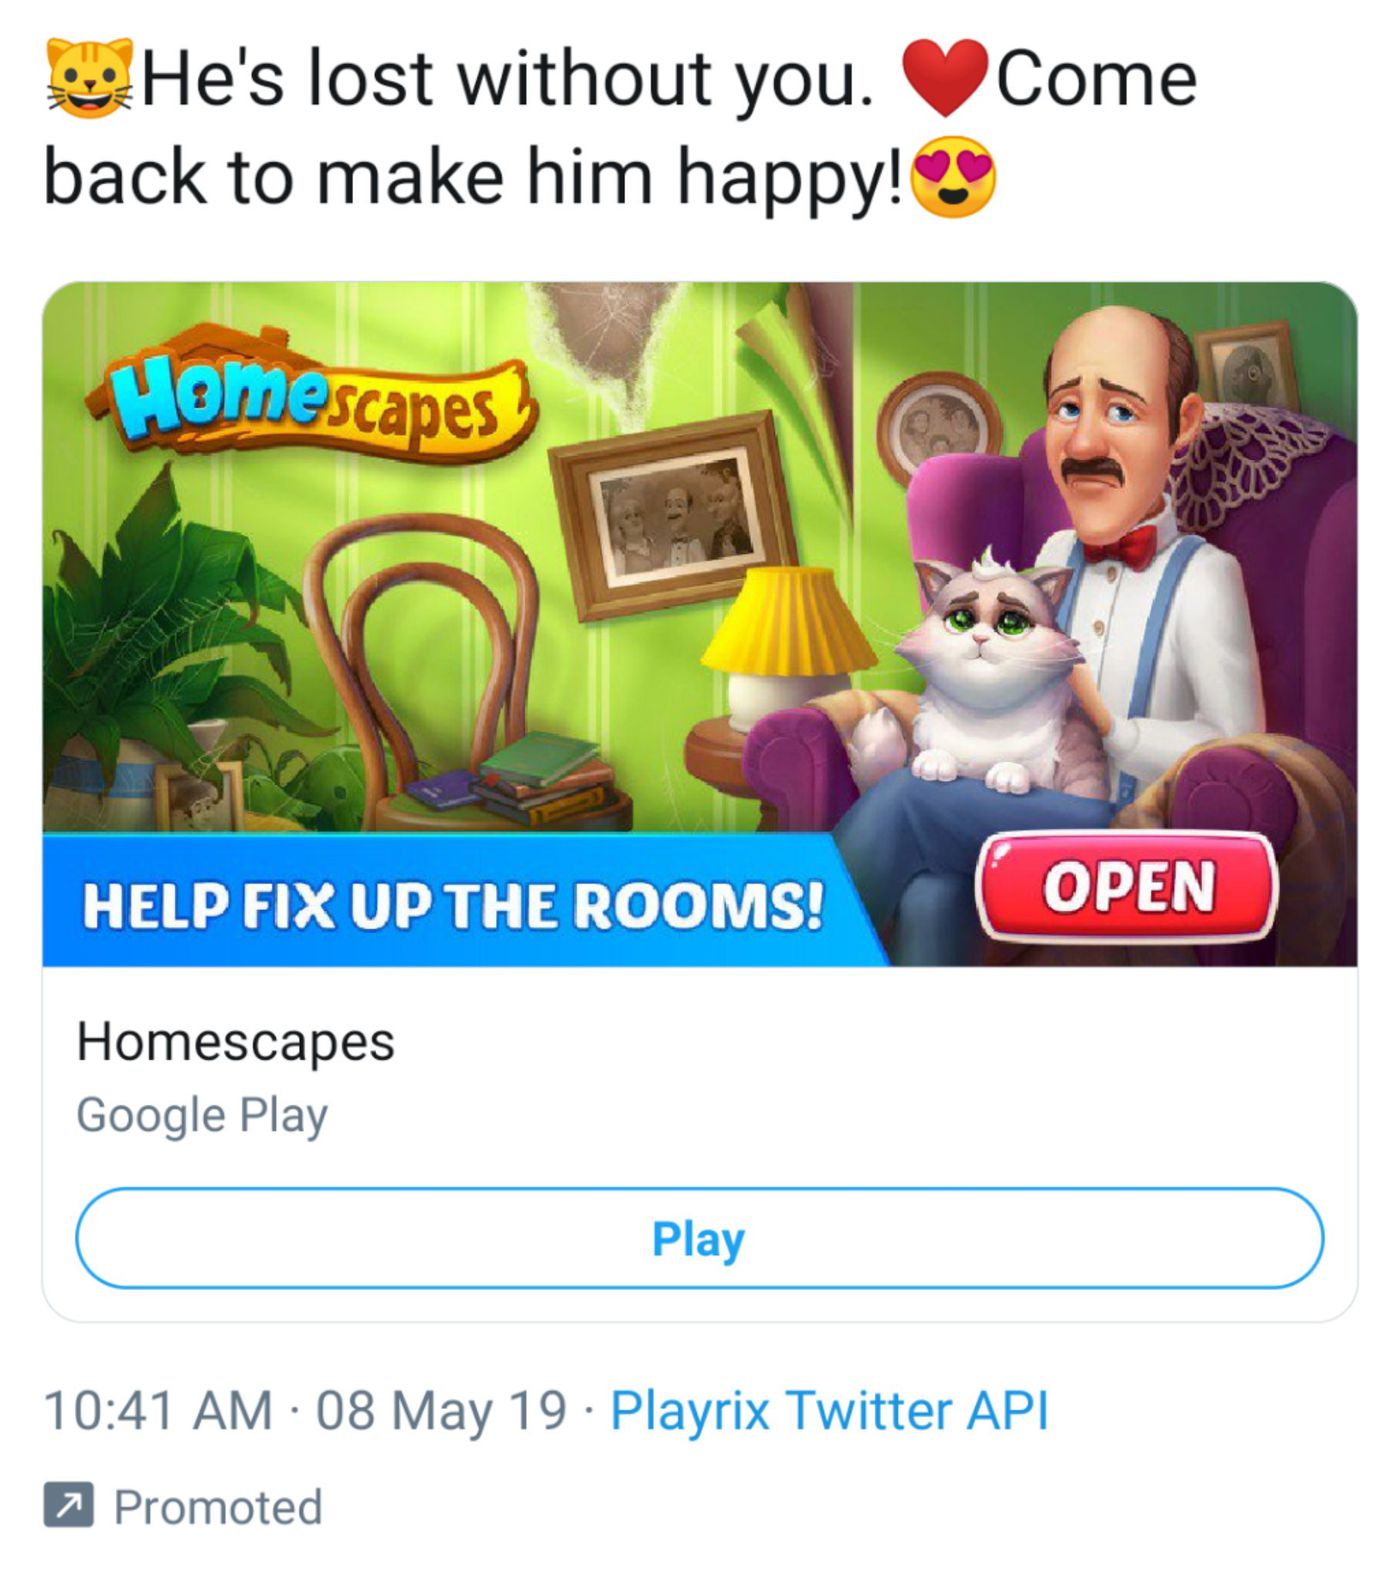 😺He's lost without you. ❤️Come
back to make him happy!😍
Homescapes
HELP FIX UP THE ROOMS!
OPEN
Homescapes
Google Play
Play
10:41 AM · 08 May 19 · Playrix Twitter API
Promoted